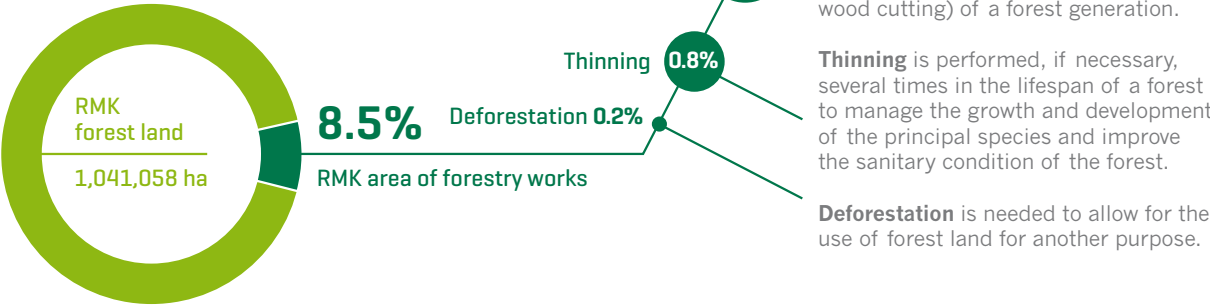 RMK
forest land
1,041,058 ha
8.5%
RMK area of forestry works
Thinning 0.8%
Deforestation 0.2%
wood cutting) of a forest generation.
Thinning is performed, if necessary,
several times in the lifespan of a forest
to manage the growth and development
of the principal species and improve
the sanitary condition of the forest.
Deforestation is needed to allow for the
use of forest land for another purpose.